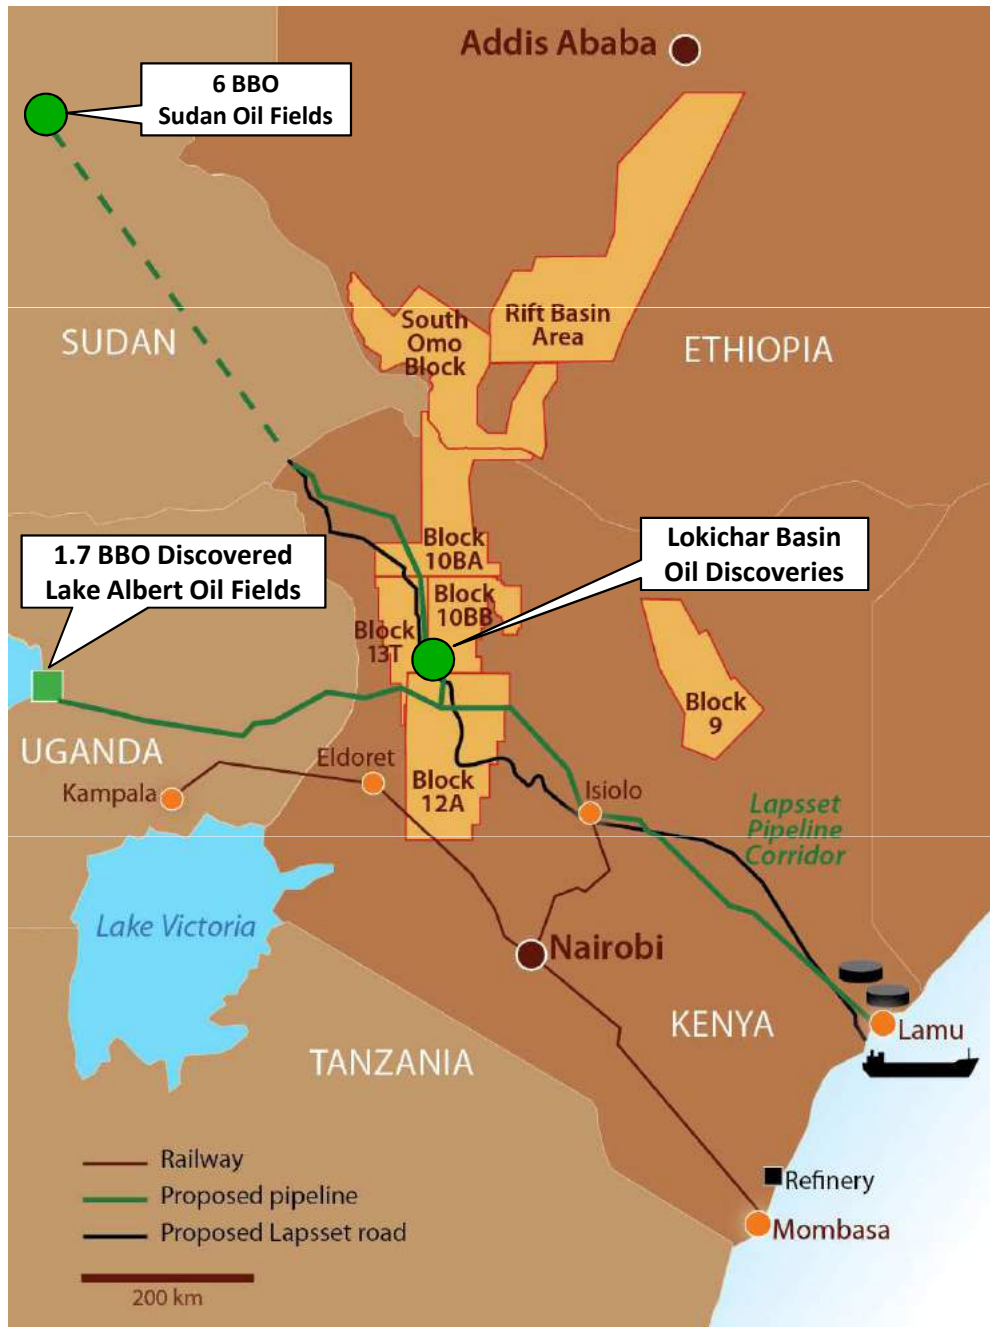 Addis Ababa
6 BBO
Sudan Oil Fields
SUDAN
South
Omo
Block
Rift Basin
Area
ETHIOPIA
1.7 BBO Discovered
Lake Albert Oil Fields
Block
10BA
Lokichar Basin
Oil Discoveries
Block
10BB
Block
13T
Block
9
UGANDA
Kampala
Eldoret
Block
12A
Isiolo
Lapsset
Pipeline
Corridor
Lake Victoria
Nairobi
KENYA
Lamu
TANZANIA
Railway
Proposed pipeline
Proposed Lapsset road
200 km
Refinery
Mombasa